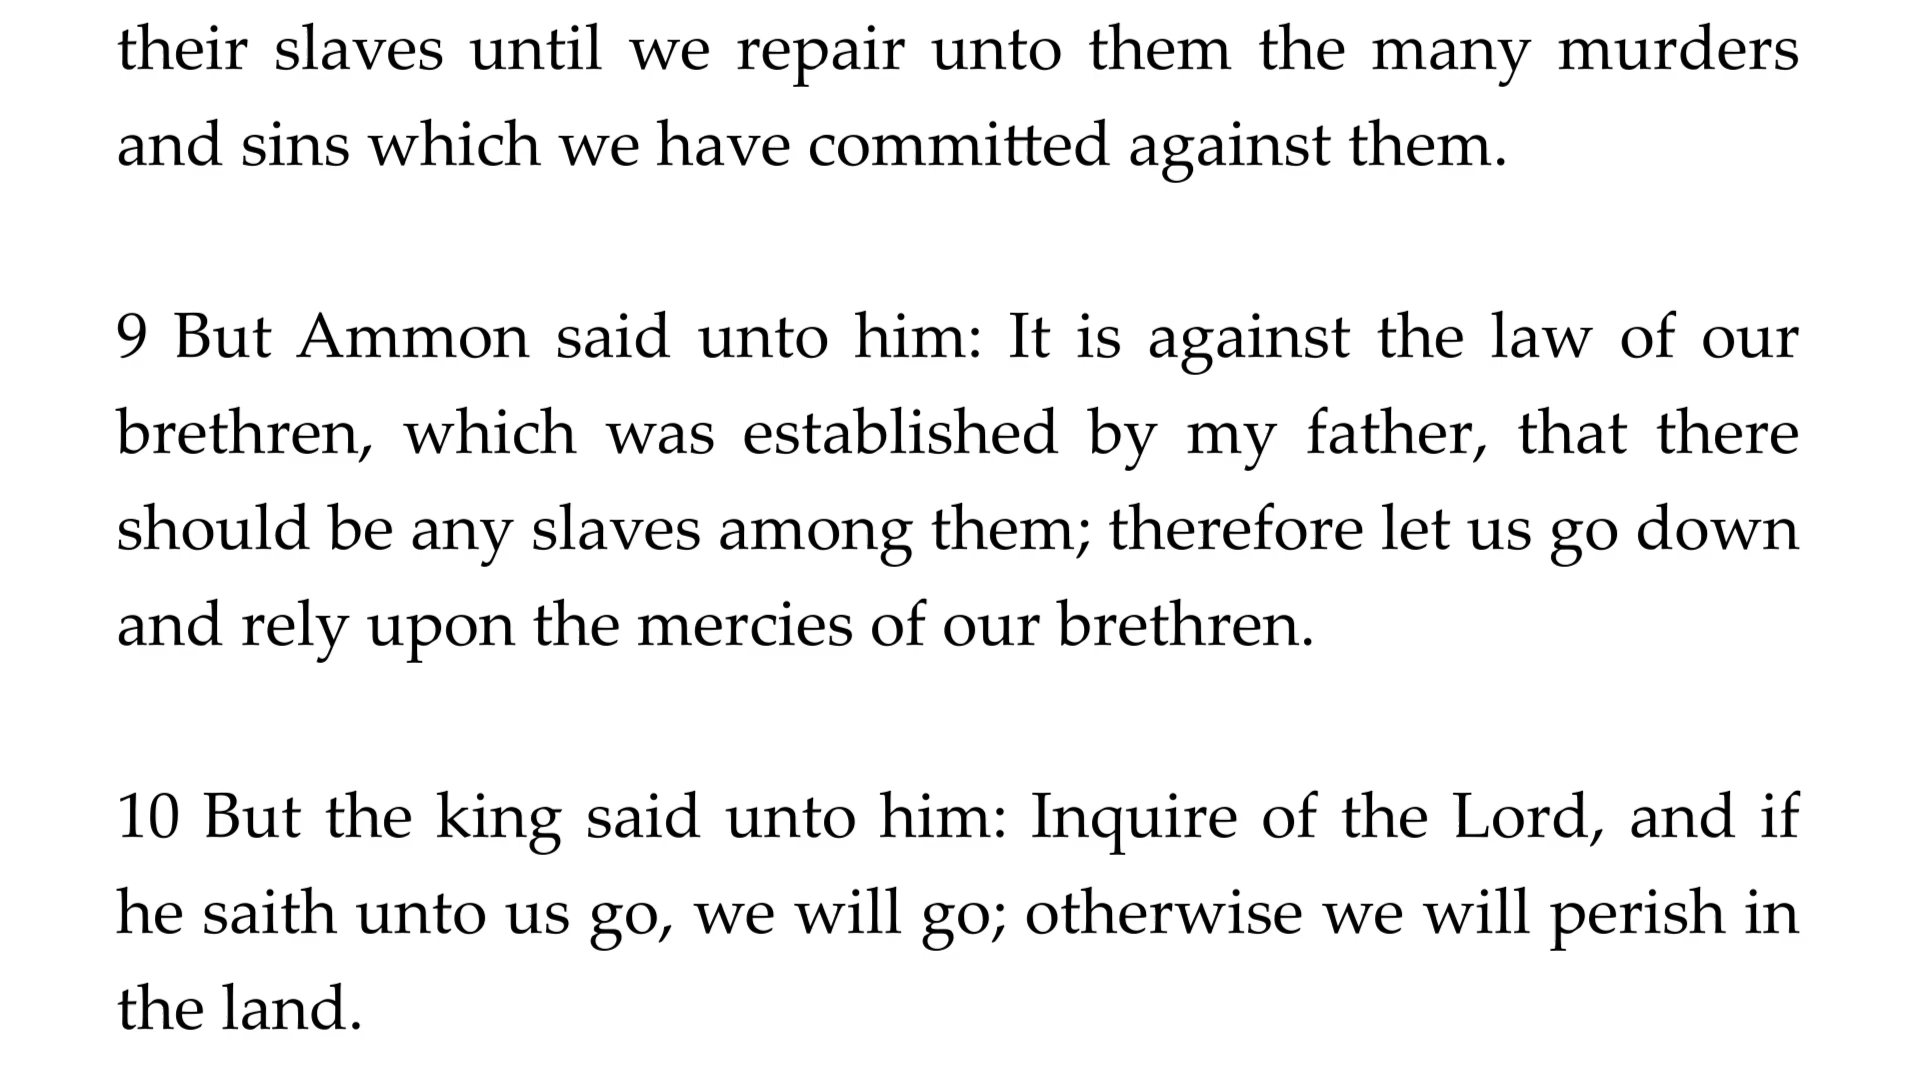 their slaves until we repair unto them the many murders
and sins which we have committed against them.
9 But Ammon said unto him: It is against the law of our
brethren, which was established by my father, that there
should be any slaves among them; therefore let us go down
and rely upon the mercies of our brethren.
10 But the king said unto him: Inquire of the Lord, and if
he saith unto us go, we will go; otherwise we will perish in
the land.